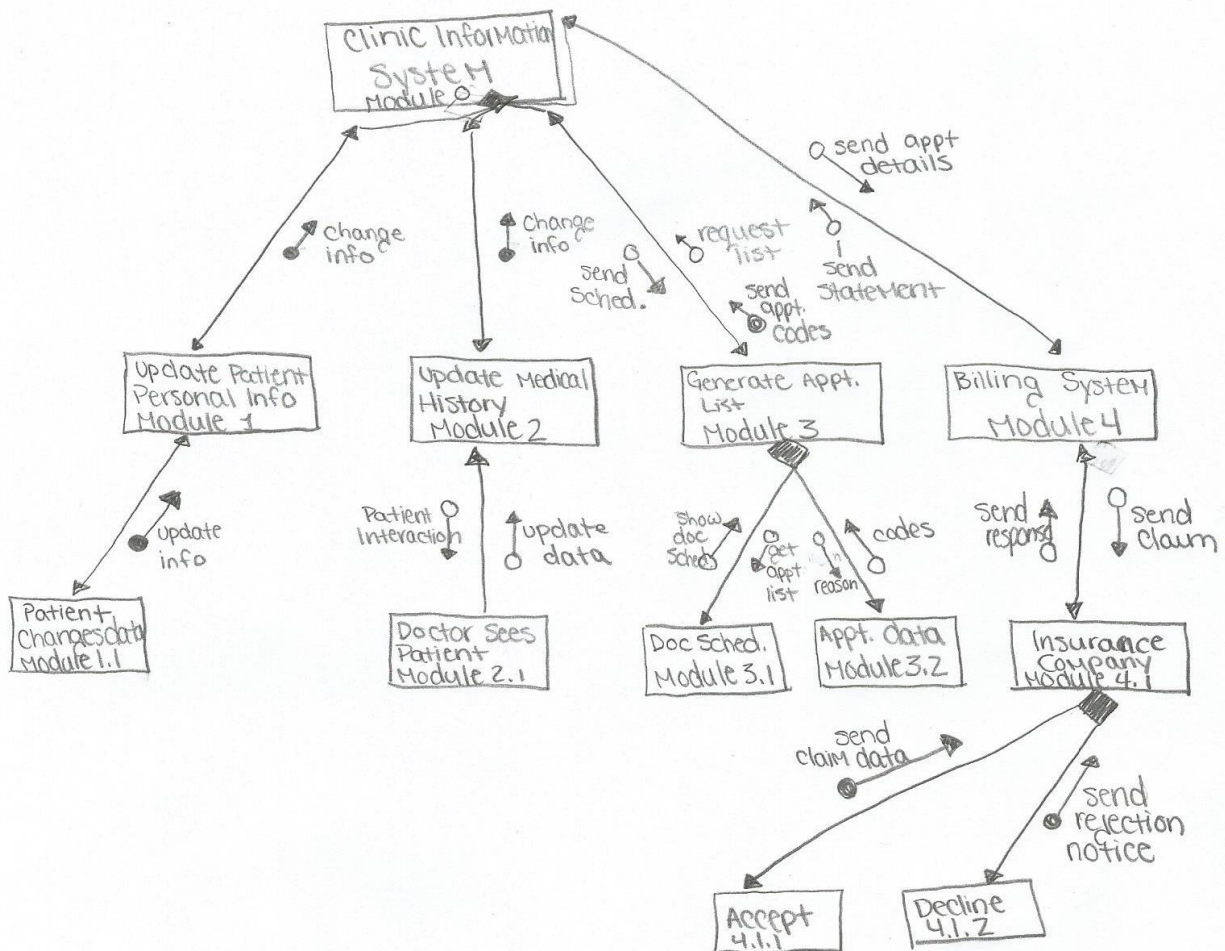 Clinic Information
System
Module 0
send appt
details
change
info
change
info
send
sched.
request
list
send
statement
send
appt.
codes
Update Patient
Personal Info
Module 1
Update Medical
History
Module 2
Generate Appt.
List
Module 3
Billing System
Module 4
update
info
Patient
Interaction
update
data
show
doc
sched
get
appt
list
reason
codes
send
response
send
claim
Patient
Changes data
Module 1.1
Doctor Sees
Patient
Module 2.1
Doc Sched.
Module 3.1
Appt. data
Module 3.2
Insurance
Company
Module 4.1
send
claim data
send
rejection
notice
Accept
4.1.1
Decline
4.1.2